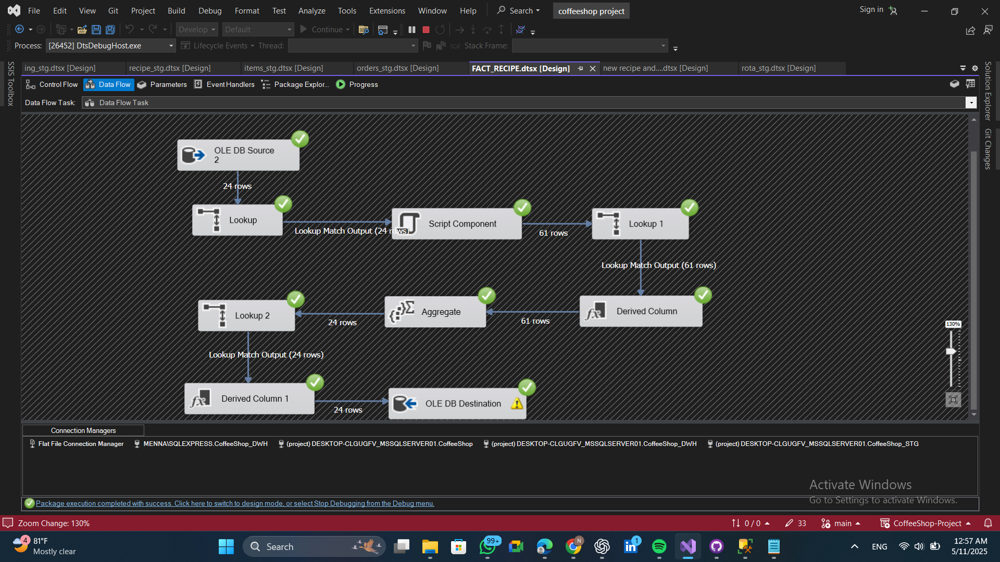 File Edit View Git Project Build Debug Format Test Analyze Tools Extensions Window Help Search coffeeshop project Sign in
Develop Default Continue
Process: [26452] DtsDebugHost.exe Lifecycle Events Thread: Stack Frame:
ing_stg.dtsx [Design] recipe_stg.dtsx [Design] items_stg.dtsx [Design] orders_stg.dtsx [Design] FACT_RECIPE.dtsx [Design] new recipe and....dtsx [Design] rota_stg.dtsx [Design]
SSIS Toolbox
Solution Explorer
Git Changes
Control Flow Data Flow Parameters Event Handlers Package Explor... Progress
Data Flow Task: Data Flow Task
OLE DB Source
2
24 rows
Lookup
Lookup Match Output (24 rows)
Script Component
61 rows
Lookup 1
Lookup Match Output (61 rows)
Derived Column
61 rows
Aggregate
24 rows
Lookup 2
Lookup Match Output (24 rows)
Derived Column 1
24 rows
OLE DB Destination
130%
Connection Managers
Flat File Connection Manager MENNA\SQLEXPRESS.CoffeeShop_DWH (project) DESKTOP-CLGUGFV_MSSQLSERVER01.CoffeeShop (project) DESKTOP-CLGUGFV_MSSQLSERVER01.CoffeeShop_DWH (project) DESKTOP-CLGUGFV_MSSQLSERVER01.CoffeeShop_STG
Activate Windows
Go to Settings to activate Windows.
Package execution completed with success. Click here to switch to design mode, or select Stop Debugging from the Debug menu.
Zoom Change: 130% 0 / 0 33 main CoffeeShop-Project
4 81°F
Mostly clear
Search
99+
N
1
ENG
12:57 AM
5/11/2025